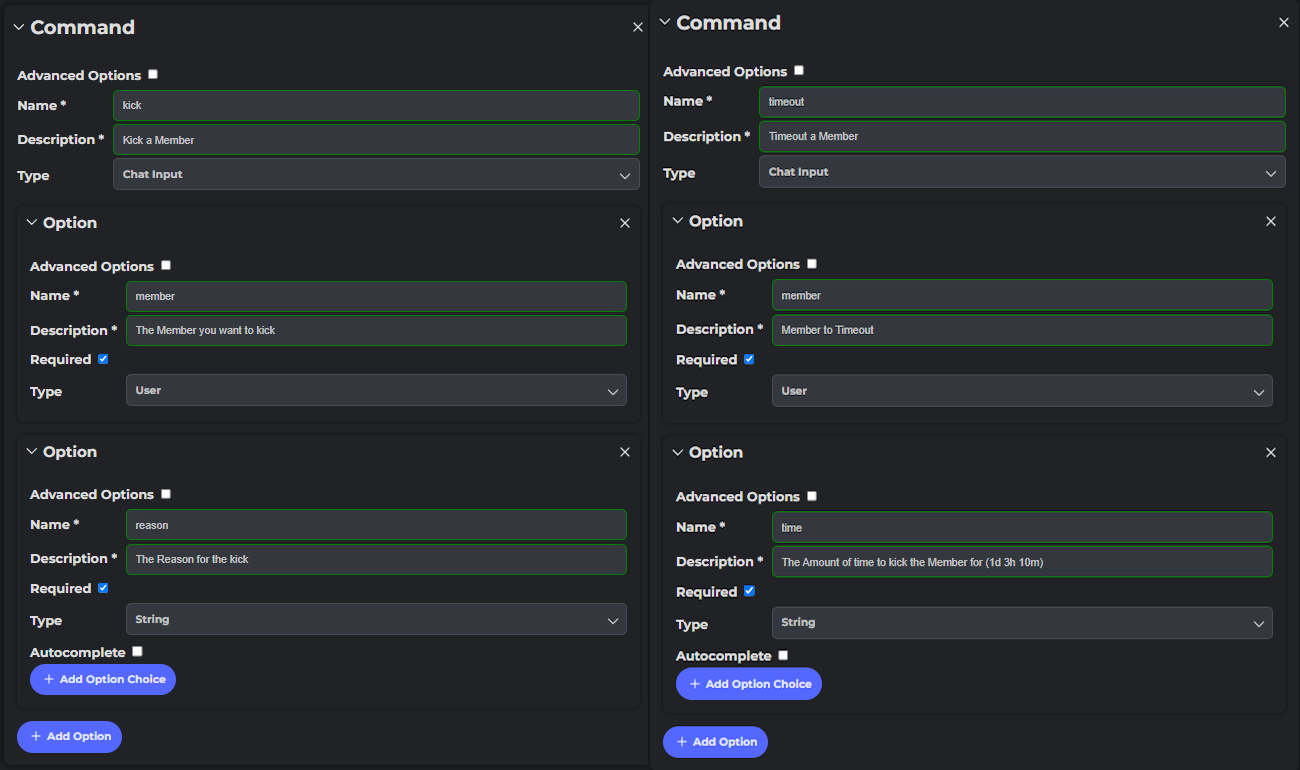 Command
Advanced Options
Name *
kick
Description *
Kick a Member
Type
Chat Input
Option
Advanced Options
Name *
member
Description *
The Member you want to kick
Required
Type
User
Option
Advanced Options
Name *
reason
Description *
The Reason for the kick
Required
Type
String
Autocomplete
+ Add Option Choice
+ Add Option
Command
Advanced Options
Name *
timeout
Description *
Timeout a Member
Type
Chat Input
Option
Advanced Options
Name *
member
Description *
Member to Timeout
Required
Type
User
Option
Advanced Options
Name *
time
Description *
The Amount of time to kick the Member for (1d 3h 10m)
Required
Type
String
Autocomplete
+ Add Option Choice
+ Add Option